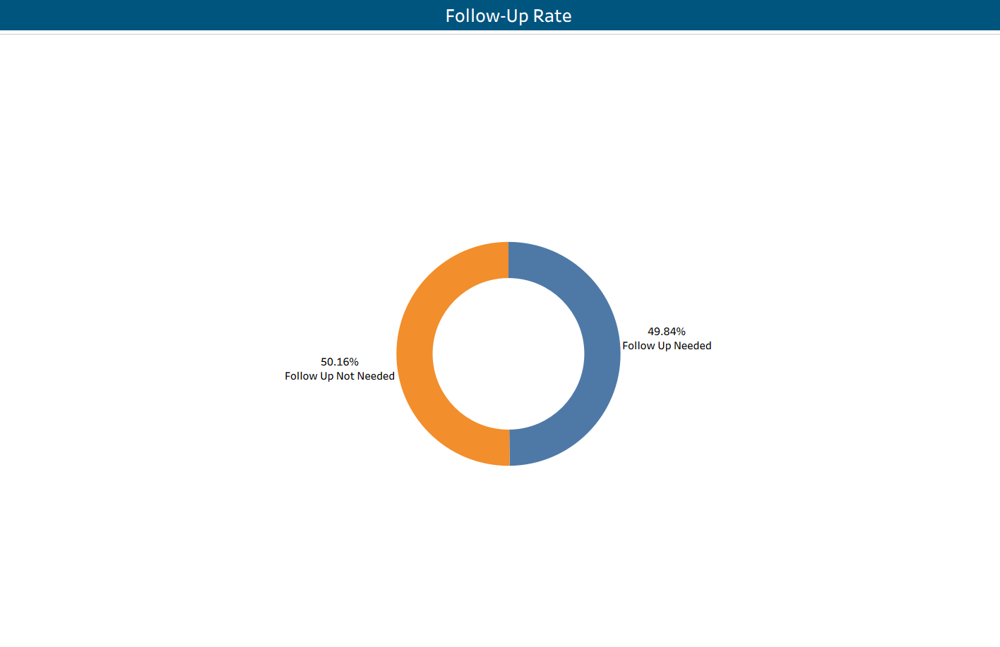 Follow-Up Rate
49.84%
Follow Up Needed
50.16%
Follow Up Not Needed